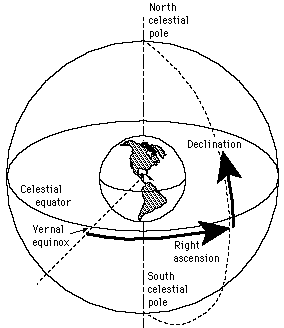 North
celestial
pole
Declination
Celestial
equator
Vernal
equinox
Right
ascension
South
celestial
pole